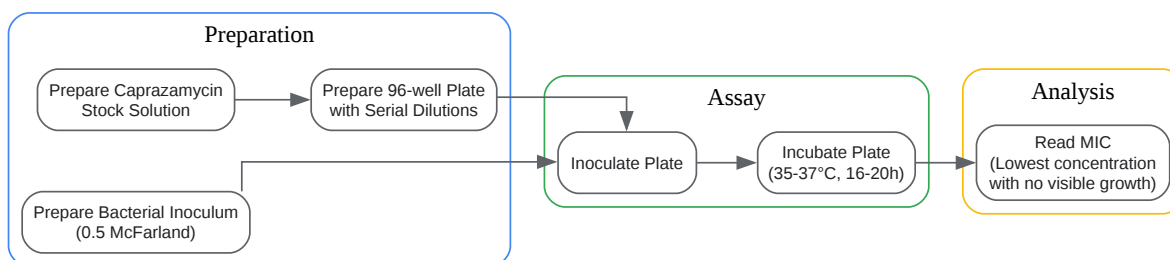 Preparation
Prepare Caprazamycin
Stock Solution
Prepare 96-well Plate
with Serial Dilutions
Prepare Bacterial Inoculum
(0.5 McFarland)
Assay
Inoculate Plate
Incubate Plate
(35-37°C, 16-20h)
Analysis
Read MIC
(Lowest concentration
with no visible growth)